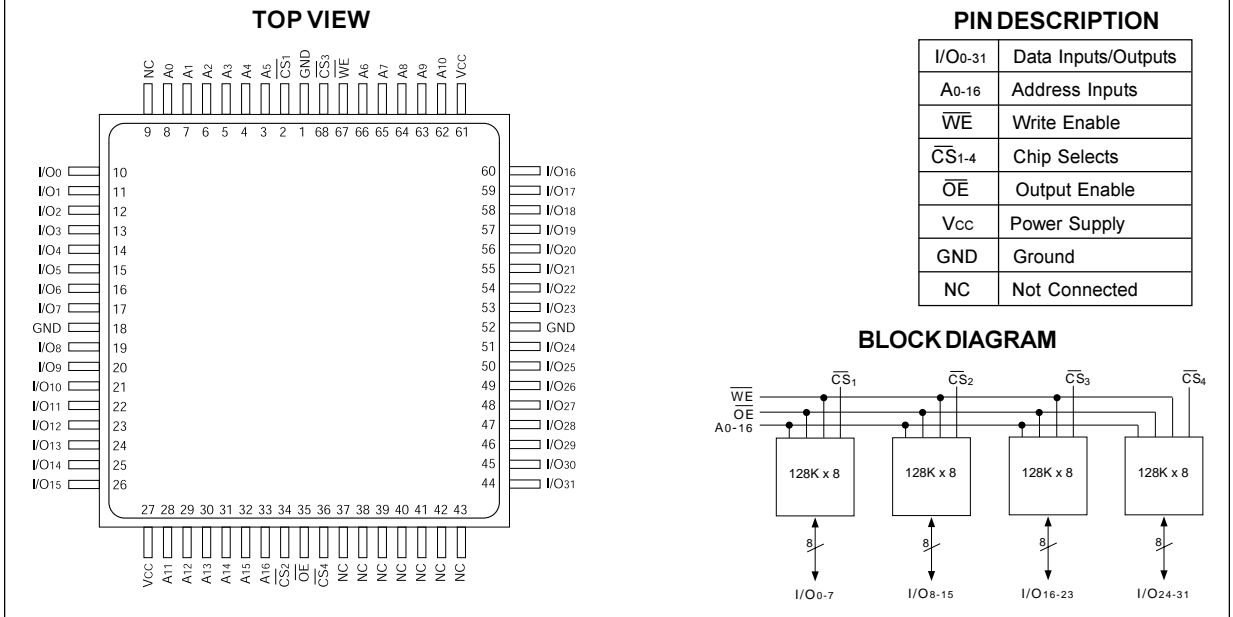 TOP VIEW
NC A0 A1 A2 A3 A4 A5 CS1 GND CS3 WE A6 A7 A8 A9 A10 VCC
9 8 7 6 5 4 3 2 1 68 67 66 65 64 63 62 61
I/O0 10
I/O1 11
I/O2 12
I/O3 13
I/O4 14
I/O5 15
I/O6 16
I/O7 17
GND 18
I/O8 19
I/O9 20
I/O10 21
I/O11 22
I/O12 23
I/O13 24
I/O14 25
I/O15 26
60 I/O16
59 I/O17
58 I/O18
57 I/O19
56 I/O20
55 I/O21
54 I/O22
53 I/O23
52 GND
51 I/O24
50 I/O25
49 I/O26
48 I/O27
47 I/O28
46 I/O29
45 I/O30
44 I/O31
27 28 29 30 31 32 33 34 35 36 37 38 39 40 41 42 43
VCC A11 A12 A13 A14 A15 A16 CS2 OE CS4 NC NC NC NC NC NC NC
PIN DESCRIPTION
I/O0-31 Data Inputs/Outputs
A0-16 Address Inputs
WE Write Enable
CS1-4 Chip Selects
OE Output Enable
VCC Power Supply
GND Ground
NC Not Connected
BLOCK DIAGRAM
CS1 CS2 CS3 CS4
WE
OE
A0-16
128K x 8 128K x 8 128K x 8 128K x 8
8 8 8 8
I/O0-7 I/O8-15 I/O16-23 I/O24-31